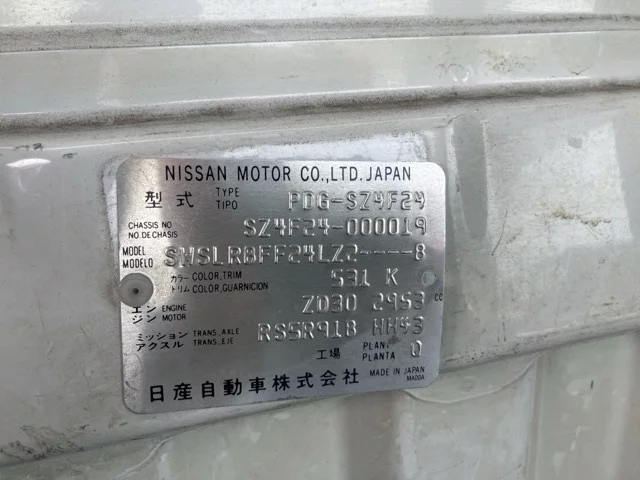 NISSAN MOTOR CO.,LTD. JAPAN
型式 TYPE TIPO PDG-SZ4F24
CHASSIS NO NO.DE CHASIS SZ4F24-000019
MODEL MODELO SWSLRBFF24LZ2----8
カラー COLOR,TRIM トリム COLOR,GUARNICION 531 K
エンジン ENGINE MOTOR ZD30 2953 cc
ミッション アクスル TRANS.,AXLE TRANS.,EJE RS5R91B HH43
工場 PLANT PLANTA Q
日産自動車株式会社 MADE IN JAPAN
MA00A